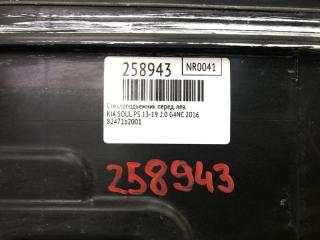 258943
NR0041
Стеклоподъемник перед. лев.
KIA SOUL PS 13-19 2.0 G4NC 2016
82471b2001
258943